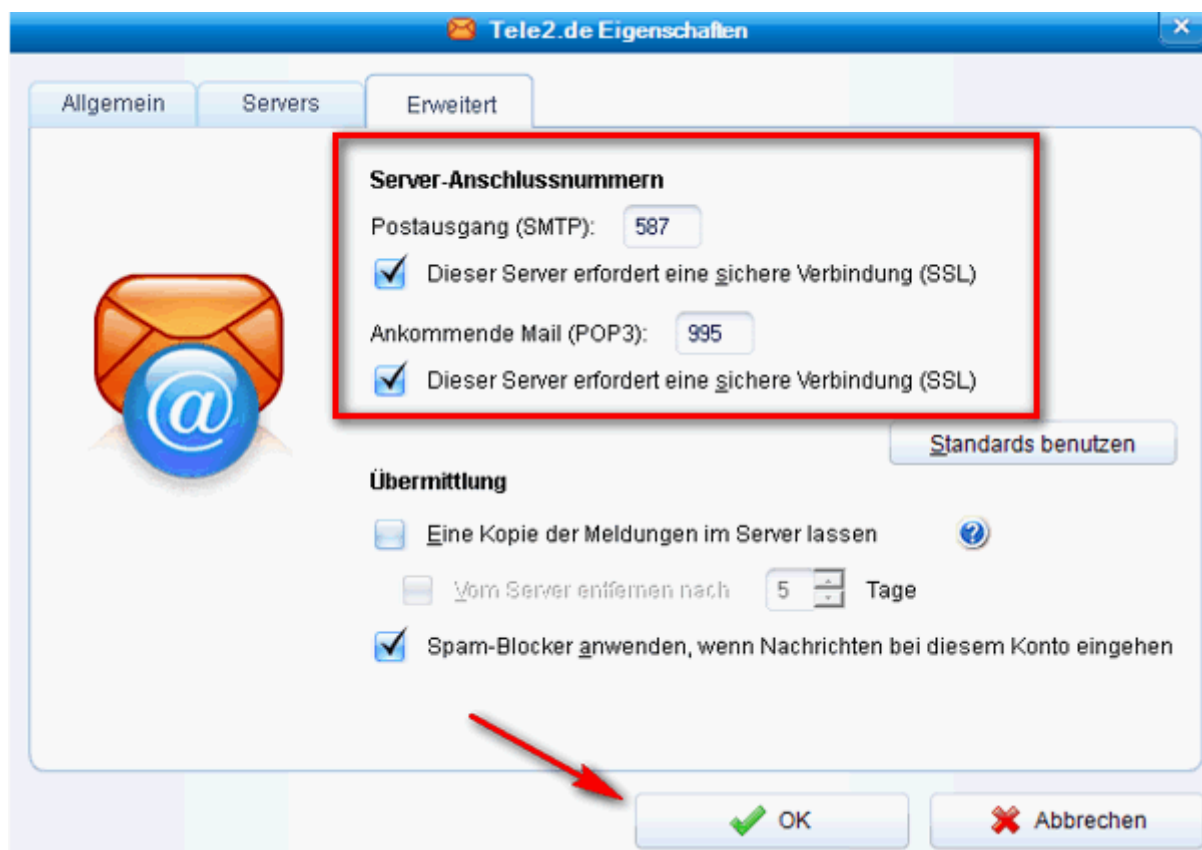 Tele2.de Eigenschaften
Allgemein
Servers
Erweitert
Server-Anschlussnummern
Postausgang (SMTP): 587
Dieser Server erfordert eine sichere Verbindung (SSL)
Ankommende Mail (POP3): 995
Dieser Server erfordert eine sichere Verbindung (SSL)
Standards benutzen
Übermittlung
Eine Kopie der Meldungen im Server lassen
Vom Server entfernen nach 5 Tage
Spam-Blocker anwenden, wenn Nachrichten bei diesem Konto eingehen
OK
Abbrechen